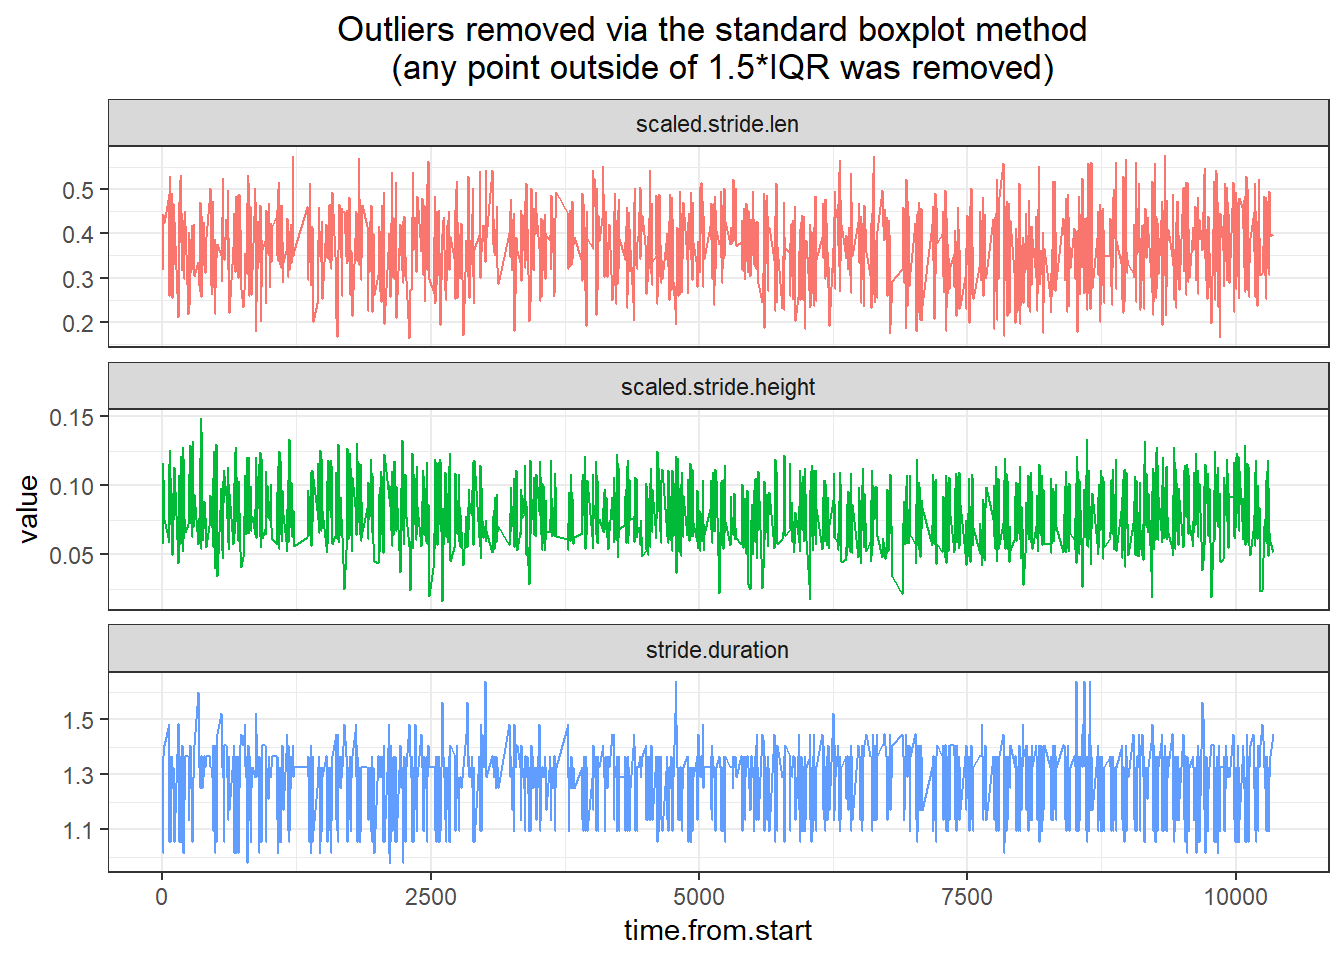 Outliers removed via the standard boxplot method
(any point outside of 1.5*IQR was removed)
scaled.stride.len
0.5
0.4
0.3
0.2
scaled.stride.height
0.15
0.10
0.05
value
stride.duration
1.5
1.3
1.1
0 2500 5000 7500 10000
time.from.start